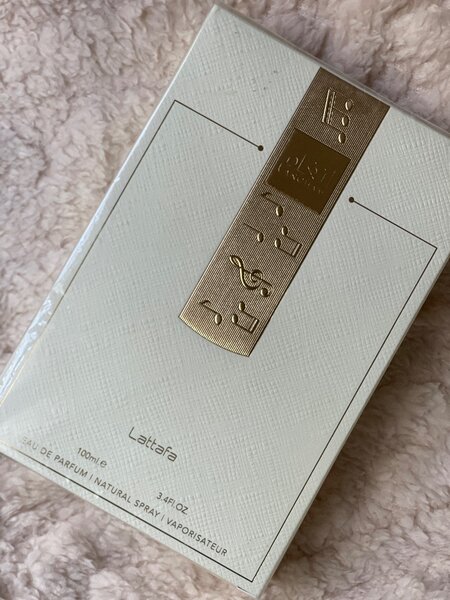 Lattafa
100ml.e 3.4Fl.OZ
EAU DE PARFUM | NATURAL SPRAY | VAPORISATEUR